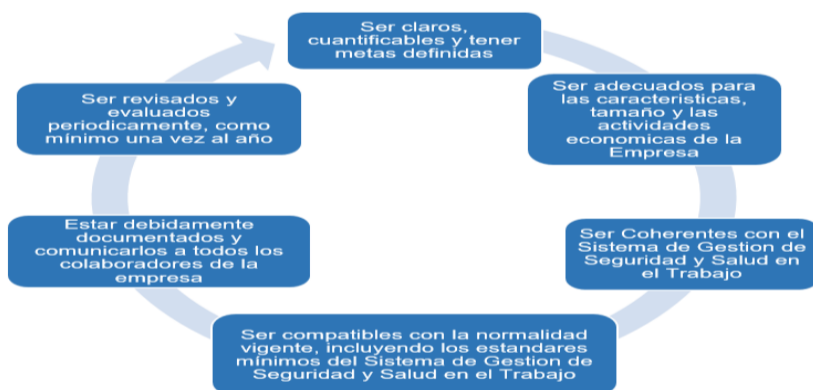 Ser claros,
cuantificables y tener
metas definidas
Ser adecuados para
las caracteristicas,
tamaño y las
actividades
economicas de la
Empresa
Ser Coherentes con el
Sistema de Gestion de
Seguridad y Salud en
el Trabajo
Ser compatibles con la normalidad
vigente, incluyendo los estandares
mínimos del Sistema de Gestion de
Seguridad y Salud en el Trabajo
Estar debidamente
documentados y
comunicarlos a todos los
colaboradores de la
empresa
Ser revisados y
evaluados
periodicamente, como
mínimo una vez al año